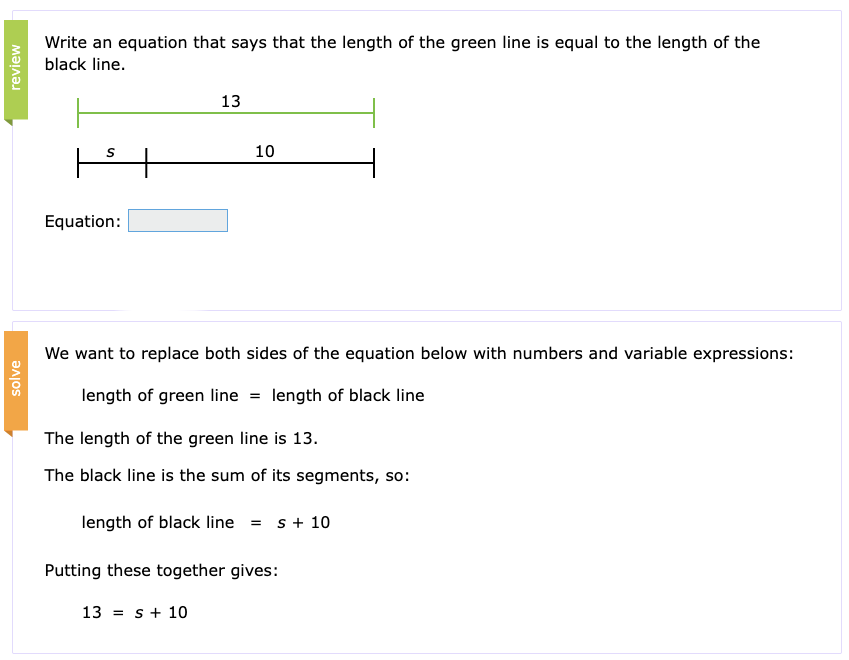 review
Write an equation that says that the length of the green line is equal to the length of the
black line.
13
s 10
Equation:
solve
We want to replace both sides of the equation below with numbers and variable expressions:
length of green line = length of black line
The length of the green line is 13.
The black line is the sum of its segments, so:
length of black line = s + 10
Putting these together gives:
13 = s + 10